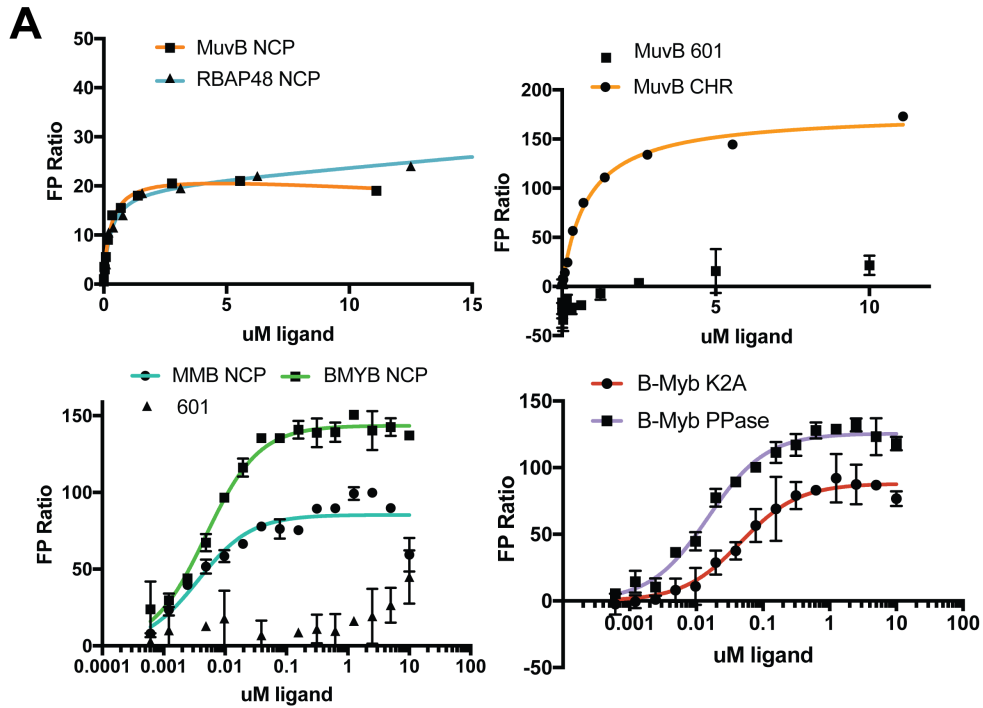 A
MuvB NCP
RBAP48 NCP
FP Ratio
50
40
30
20
10
0
0
5
10
15
uM ligand
MuvB 601
MuvB CHR
FP Ratio
200
150
100
50
0
-50
5
10
uM ligand
MMB NCP
BMYB NCP
601
FP Ratio
150
100
50
0
0.0001
0.001
0.01
0.1
1
10
100
uM ligand
B-Myb K2A
B-Myb PPase
FP Ratio
150
100
50
0
-50
0.001
0.01
0.1
1
10
100
uM ligand